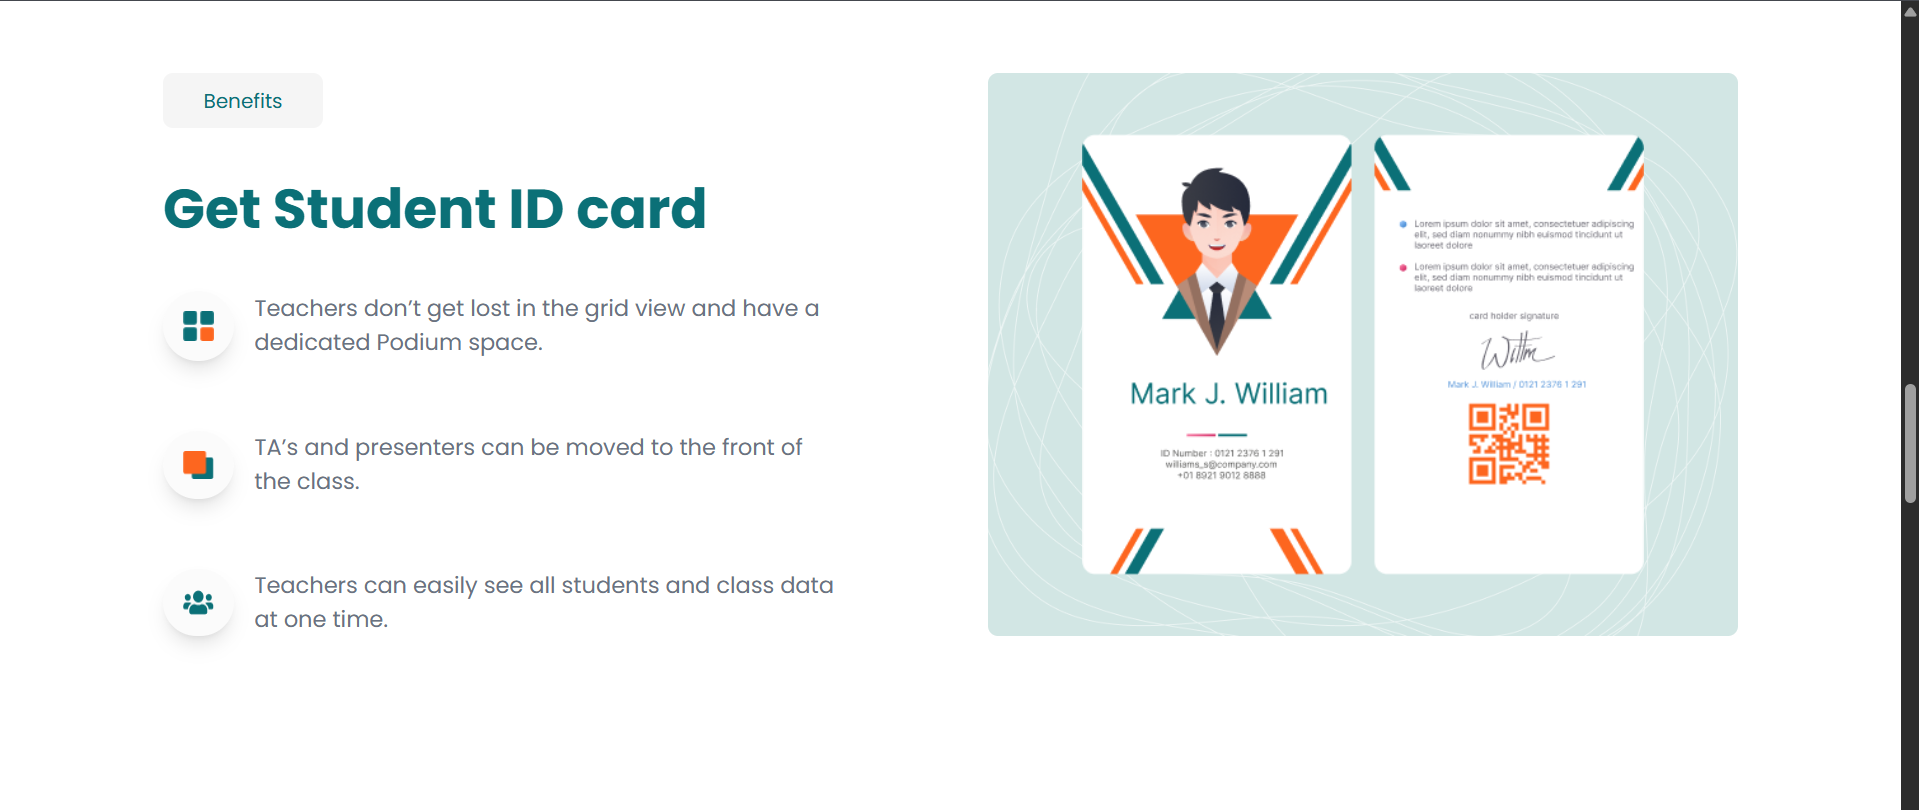 Benefits
Get Student ID card
Teachers don’t get lost in the grid view and have a
dedicated Podium space.
TA’s and presenters can be moved to the front of
the class.
Teachers can easily see all students and class data
at one time.
Mark J. William
ID Number : 0121 2376 1 291
williams_s@company.com
+01 8921 9012 8888
Lorem ipsum dolor sit amet, consectetuer adipiscing
elit, sed diam nonummy nibh euismod tincidunt ut
laoreet dolore
Lorem ipsum dolor sit amet, consectetuer adipiscing
elit, sed diam nonummy nibh euismod tincidunt ut
laoreet dolore
card holder signature
Mark J. William / 0121 2376 1 291